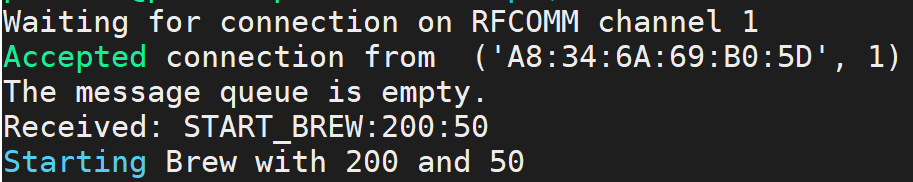 Waiting for connection on RFCOMM channel 1
Accepted connection from  ('A8:34:6A:69:B0:5D', 1)
The message queue is empty.
Received: START_BREW:200:50
Starting Brew with 200 and 50